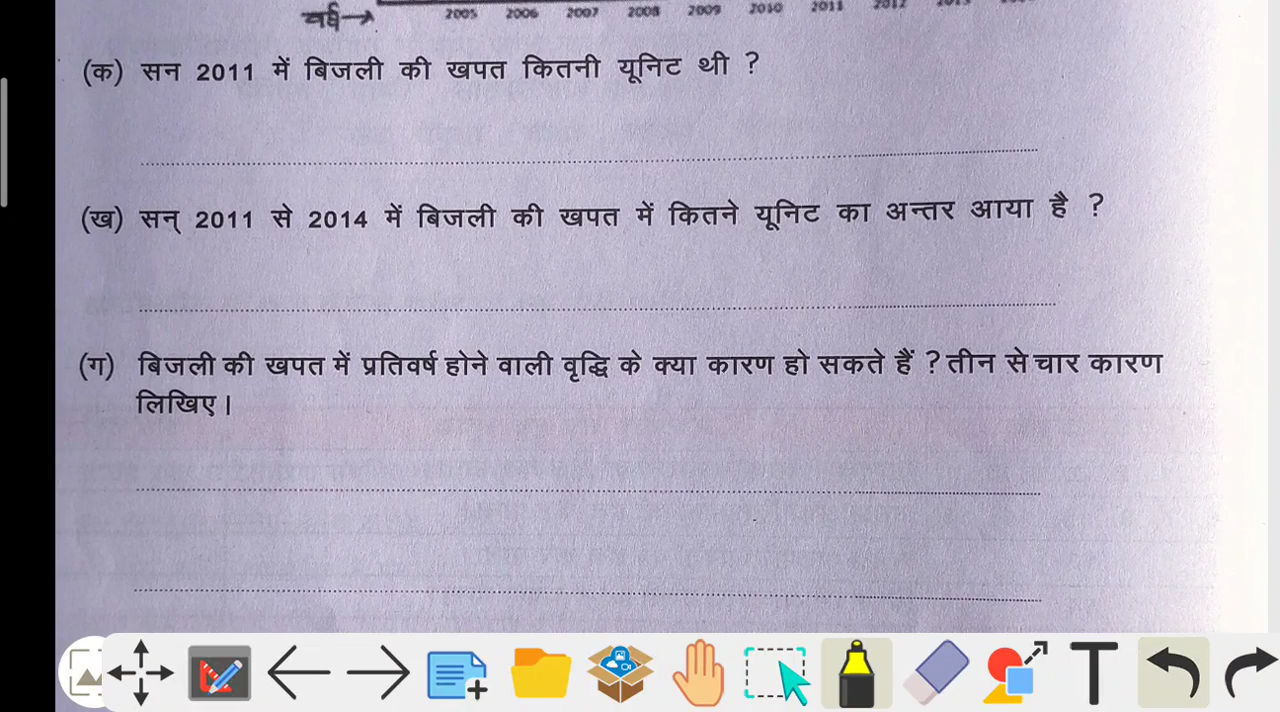 वर्ष→ 2005 2006 2007 2008 2009 2010 2011 2012
(क) सन 2011 में बिजली की खपत कितनी यूनिट थी ?
(ख) सन् 2011 से 2014 में बिजली की खपत में कितने यूनिट का अन्तर आया है ?
(ग) बिजली की खपत में प्रतिवर्ष होने वाली वृद्धि के क्या कारण हो सकते हैं ? तीन से चार कारण
लिखिए।
T